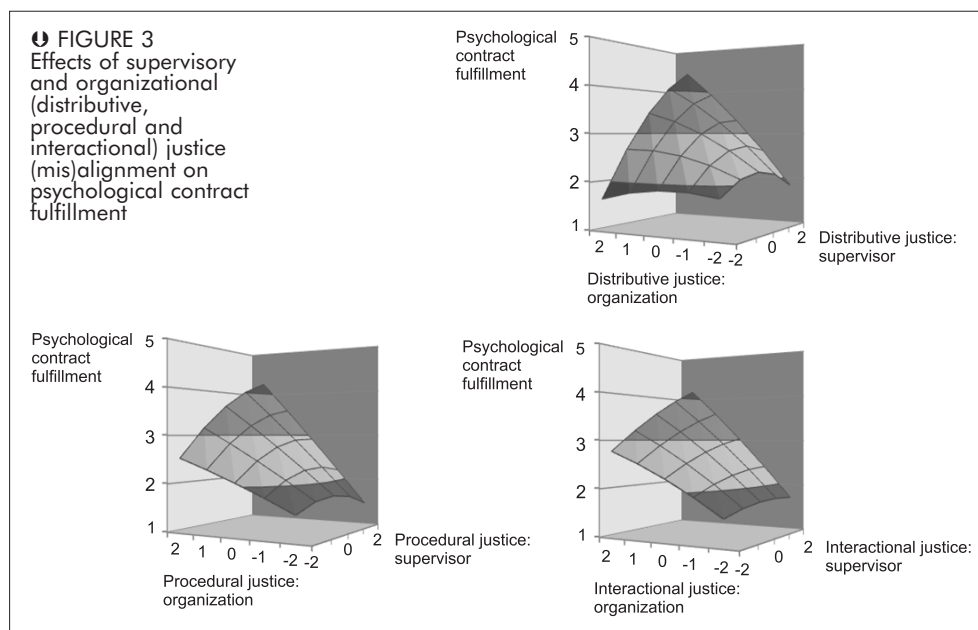 FIGURE 3
Effects of supervisory
and organizational
(distributive,
procedural and
interactional) justice
(mis)alignment on
psychological contract
fulfillment
Psychological
contract
fulfillment
5
4
3
2
1
2 1 0 -1 -2
-2 0 2
Distributive justice:
organization
Distributive justice:
supervisor
Psychological
contract
fulfillment
5
4
3
2
1
2 1 0 -1 -2
-2 0 2
Procedural justice:
organization
Procedural justice:
supervisor
Psychological
contract
fulfillment
5
4
3
2
1
2 1 0 -1 -2
-2 0 2
Interactional justice:
organization
Interactional justice:
supervisor